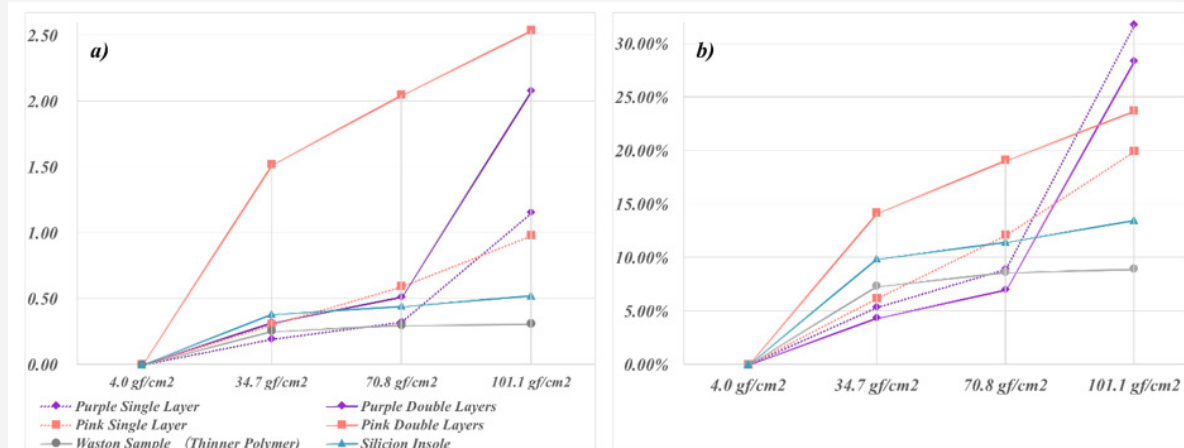 a)
2.50
2.00
1.50
1.00
0.50
0.00
4.0 gf/cm2 34.7 gf/cm2 70.8 gf/cm2 101.1 gf/cm2
Purple Single Layer Purple Double Layers
Pink Single Layer Pink Double Layers
Waston Sample （Thinner Polymer) Silicion Insole
b)
30.00%
25.00%
20.00%
15.00%
10.00%
5.00%
0.00%
4.0 gf/cm2 34.7 gf/cm2 70.8 gf/cm2 101.1 gf/cm2